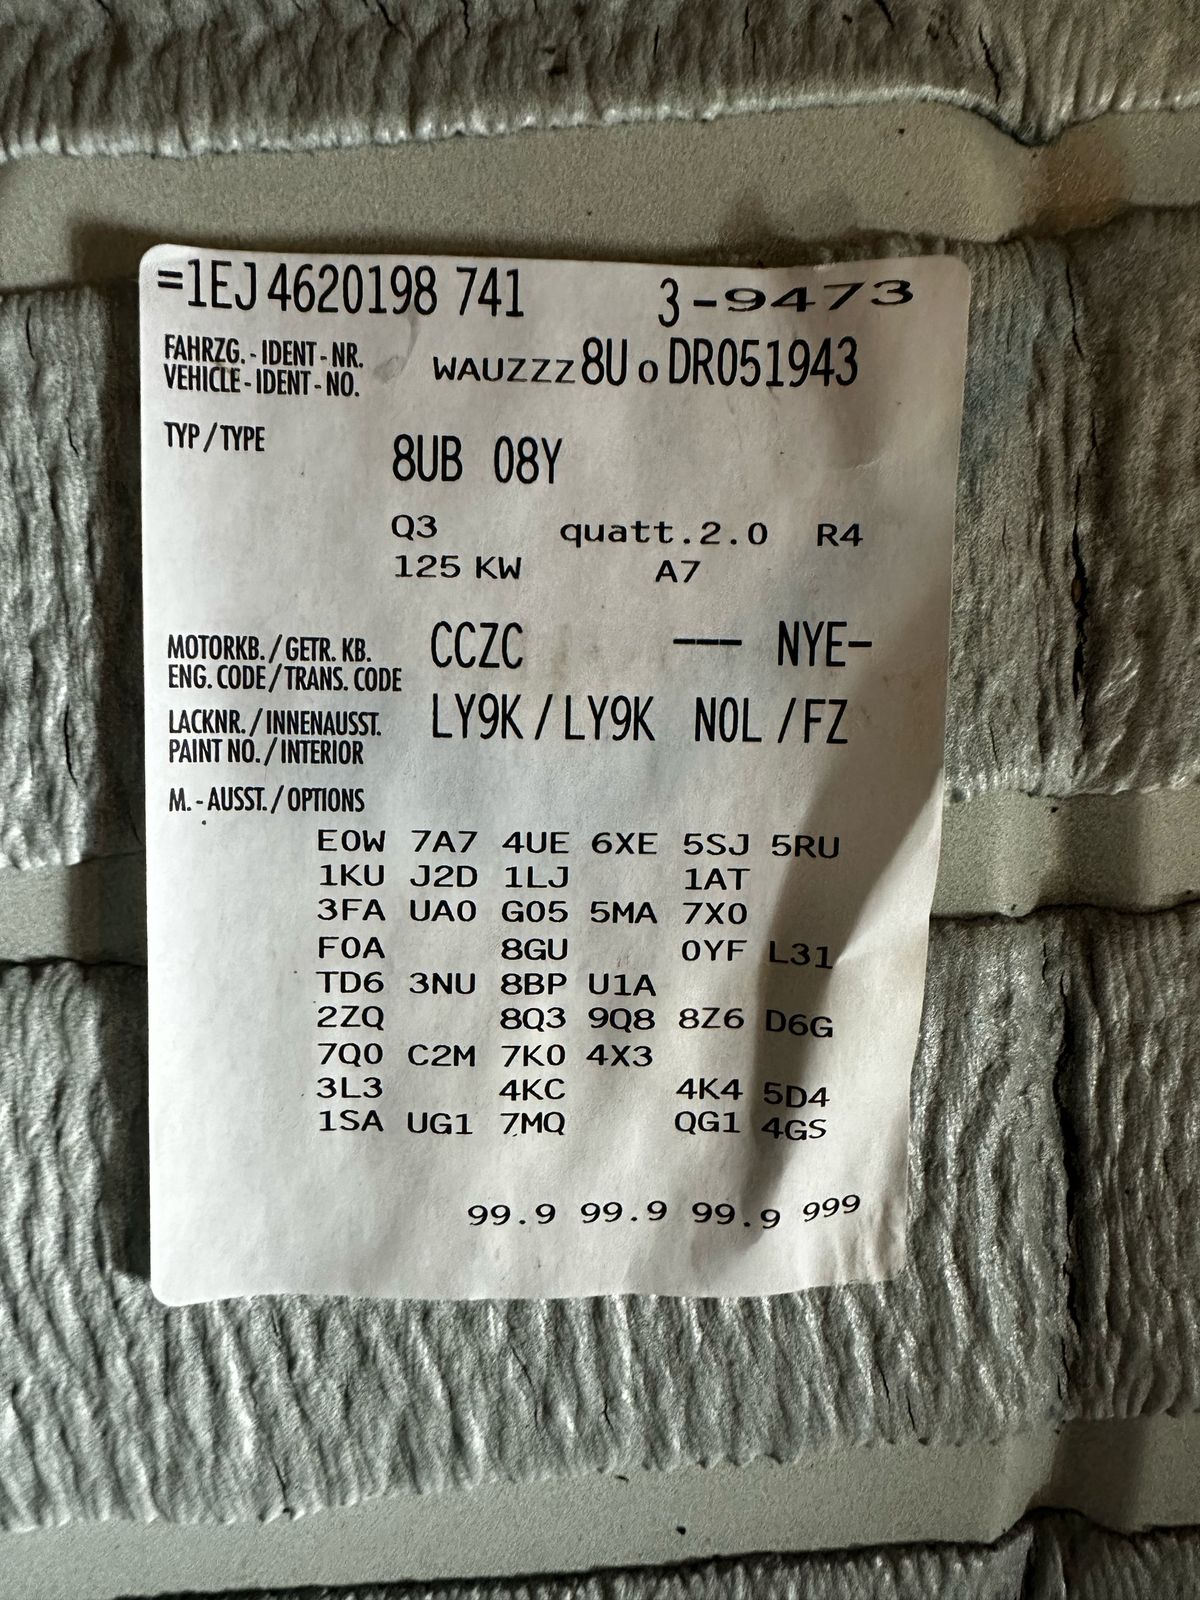 =1EJ4620198 741 3-9473
FAHRZG.-IDENT-NR.
VEHICLE-IDENT-NO. WAUZZZ8U0DR051943
TYP/TYPE
8UB 08Y
Q3 quatt.2.0 R4
125 KW A7
MOTORKB./GETR. KB. CCZC --- NYE-
ENG. CODE/TRANS. CODE
LACKNR./INNENAUSST. LY9K/LY9K N0L /FZ
PAINT NO./INTERIOR
M.-AUSST./OPTIONS
E0W 7A7 4UE 6XE 5SJ 5RU
1KU J2D 1LJ 1AT
3FA UA0 G05 5MA 7X0
F0A 8GU 0YF L31
TD6 3NU 8BP U1A
2ZQ 8Q3 9Q8 8Z6 D6G
7Q0 C2M 7K0 4X3
3L3 4KC 4K4 5D4
1SA UG1 7MQ QG1 4GS
99.9 99.9 99.9 999